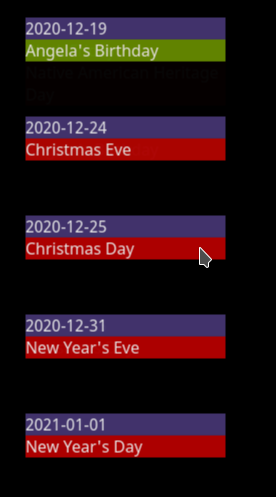 2020-12-19
Angela's Birthday
Native American Heritage
Day
2020-12-24
Christmas Eve
2020-12-25
Christmas Day
2020-12-31
New Year's Eve
2021-01-01
New Year's Day